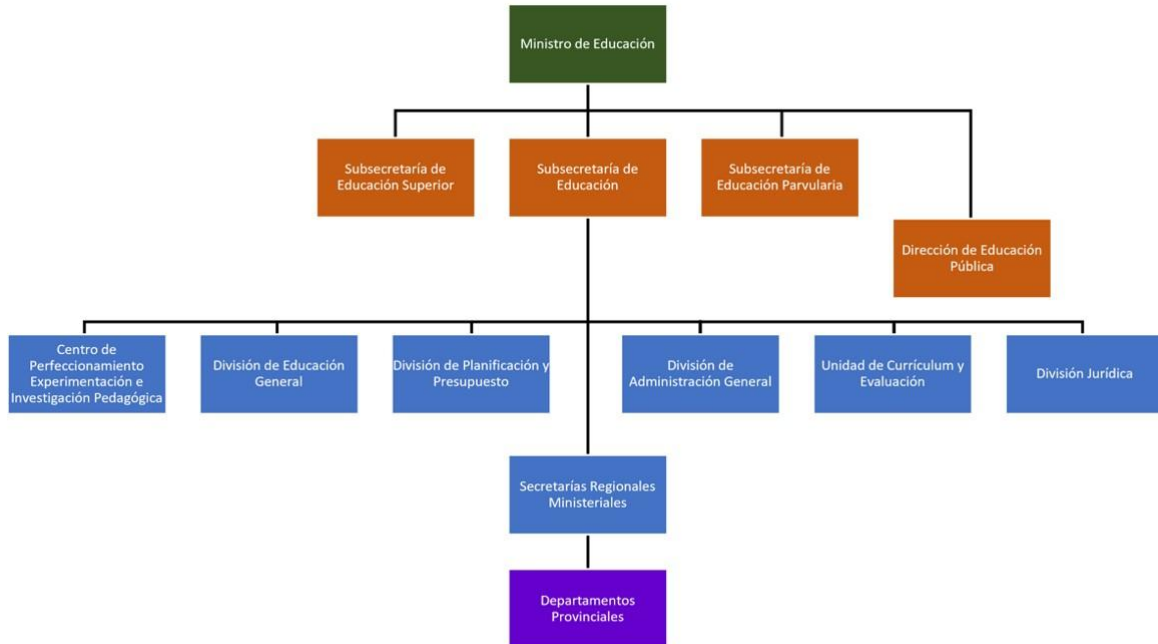 Ministro de Educación
Subsecretaría de
Educación Superior
Subsecretaría de
Educación
Subsecretaría de
Educación Parvularia
Dirección de Educación
Pública
Centro de
Perfeccionamiento
Experimentación e
Investigación Pedagógica
División de Educación
General
División de Planificación y
Presupuesto
División de
Administración General
Unidad de Currículum y
Evaluación
División Jurídica
Secretarías Regionales
Ministeriales
Departamentos
Provinciales